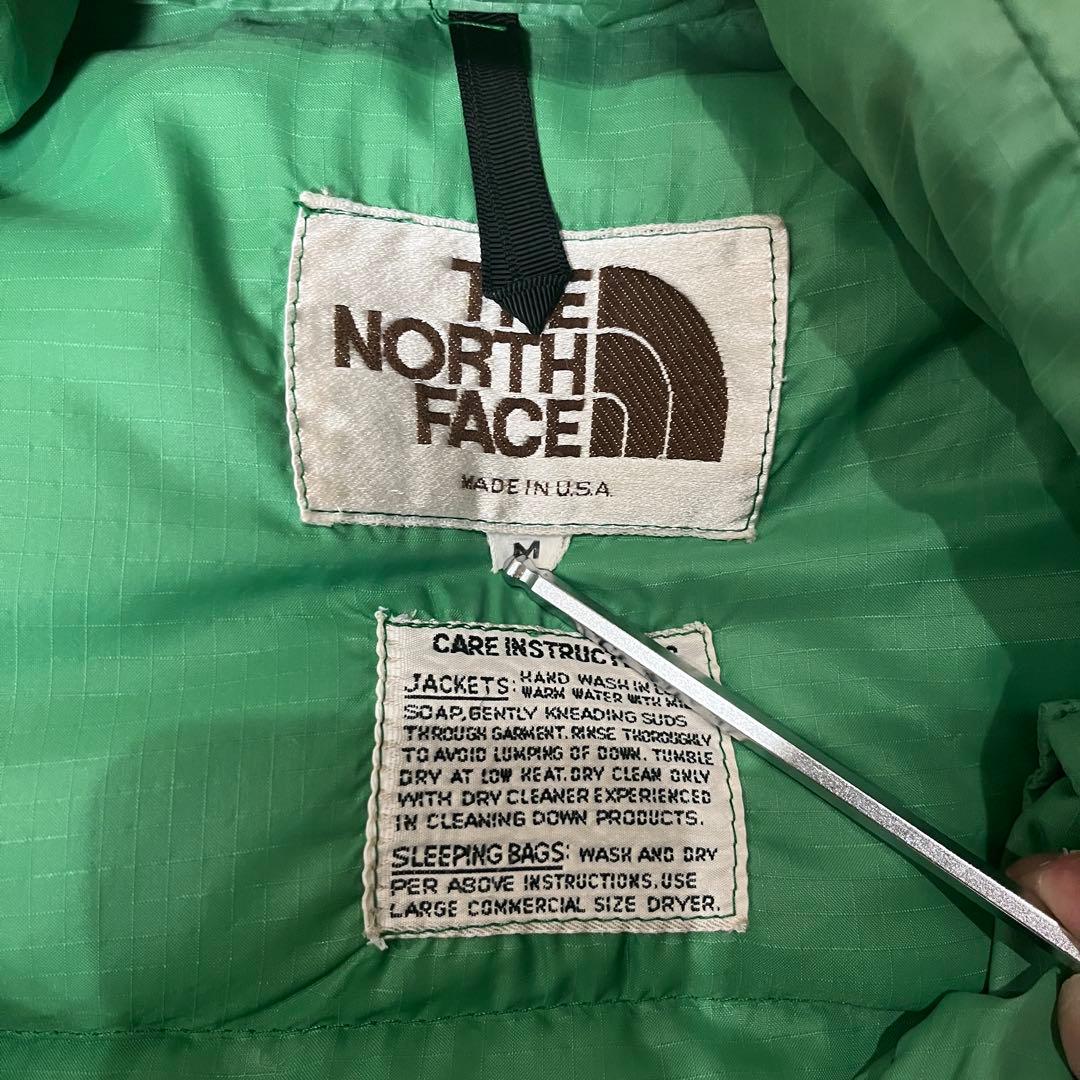 THE
NORTH
FACE
MADE IN U.S.A.
M
CARE
JACKETS: HAND WASH IN
WARM WATER WITH
SOAP, GENTLY KNEADING SUDS
THROUGH GARMENT. RINSE THOROUGHLY
TO AVOID LUMPING OF DOWN. TUMBLE
DRY AT LOW HEAT. DRY CLEAN ONLY
WITH DRY CLEANER EXPERIENCED
IN CLEANING DOWN PRODUCTS.
SLEEPING BAGS: WASH AND DRY
PER ABOVE INSTRUCTIONS. USE
LARGE COMMERCIAL SIZE DRYER.